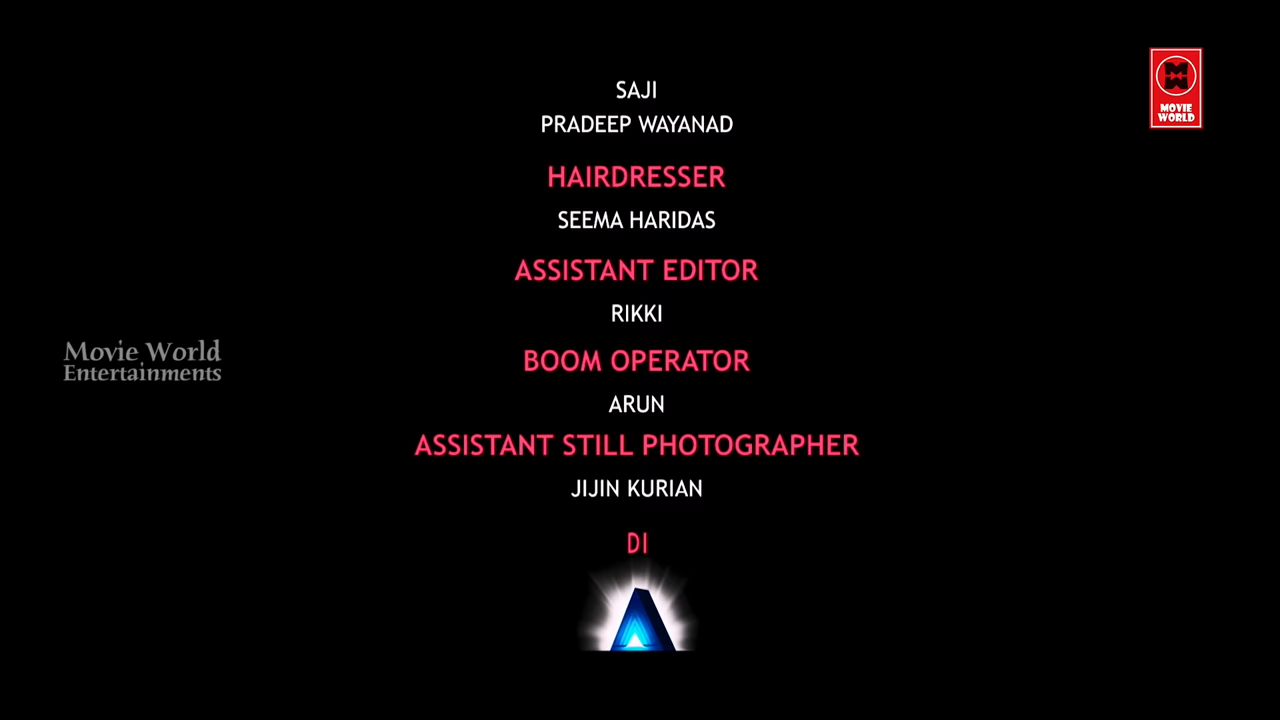 SAJI
PRADEEP WAYANAD
HAIRDRESSER
SEEMA HARIDAS
ASSISTANT EDITOR
RIKKI
BOOM OPERATOR
ARUN
ASSISTANT STILL PHOTOGRAPHER
JIJIN KURIAN
DI
MOVIE
WORLD
Movie World
Entertainments